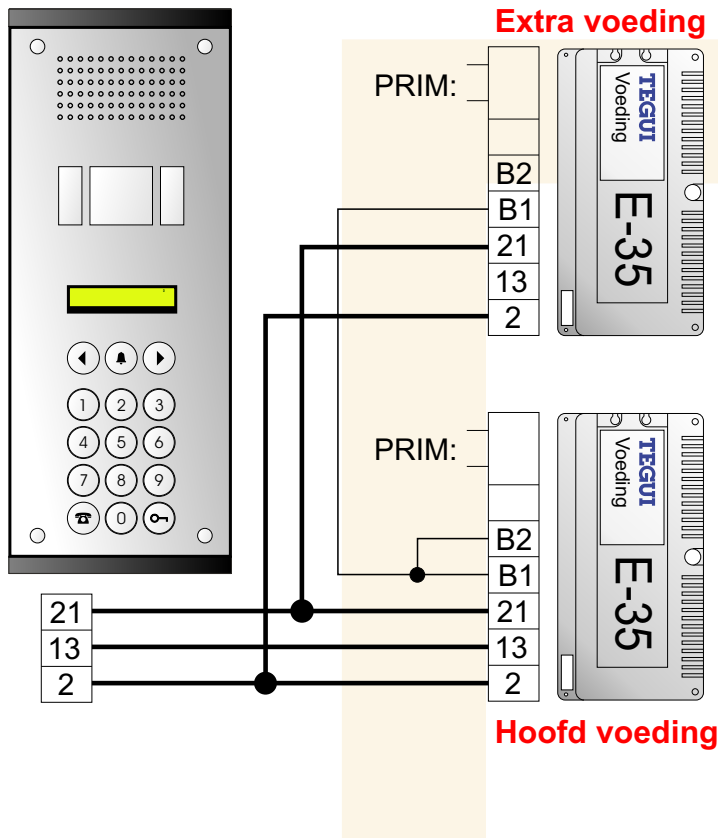 Extra voeding
PRIM:
B2
B1
21
13
2
TEGUI
Voeding
E-35
1 2 3
4 5 6
7 8 9
0
PRIM:
B2
B1
21
13
2
TEGUI
Voeding
E-35
21
13
2
Hoofd voeding